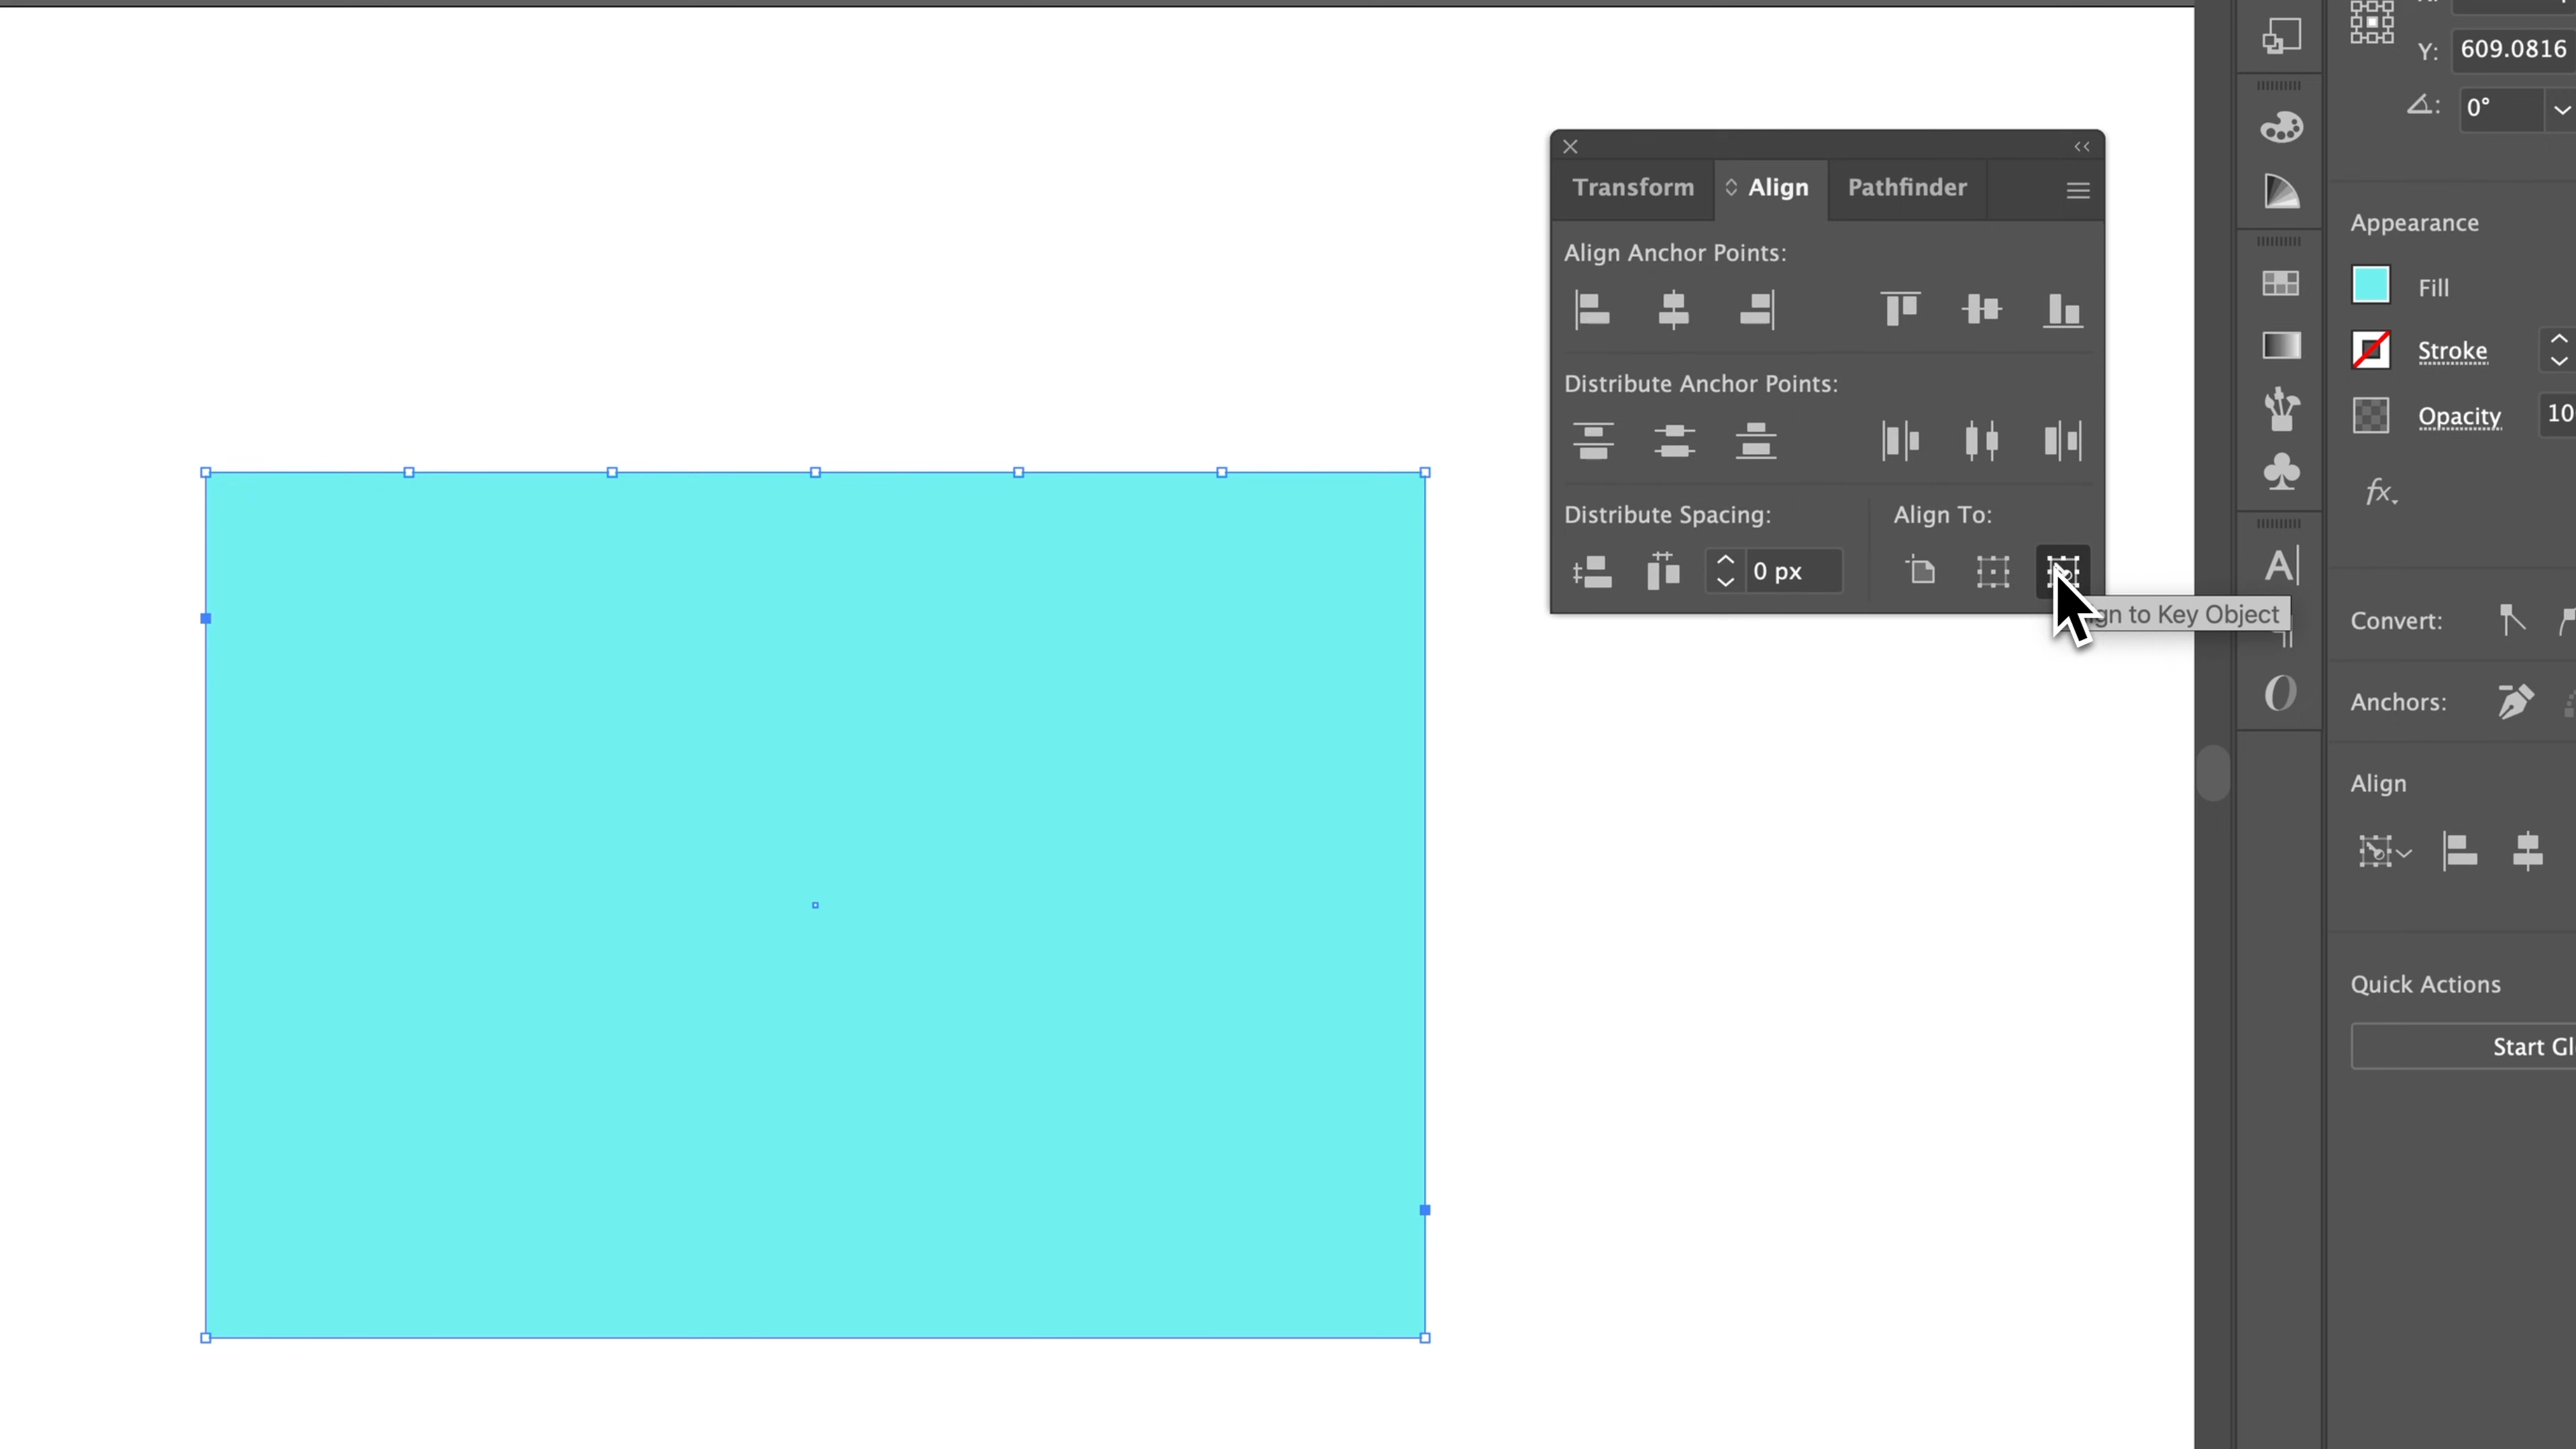 Y: 609.0816
0°
Transform
Align
Pathfinder
Align Anchor Points:
Distribute Anchor Points:
Distribute Spacing:
Align To:
0 px
to Key Object
Appearance
Fill
Stroke
Opacity
10
fx
Convert:
Anchors:
Align
Quick Actions
Start